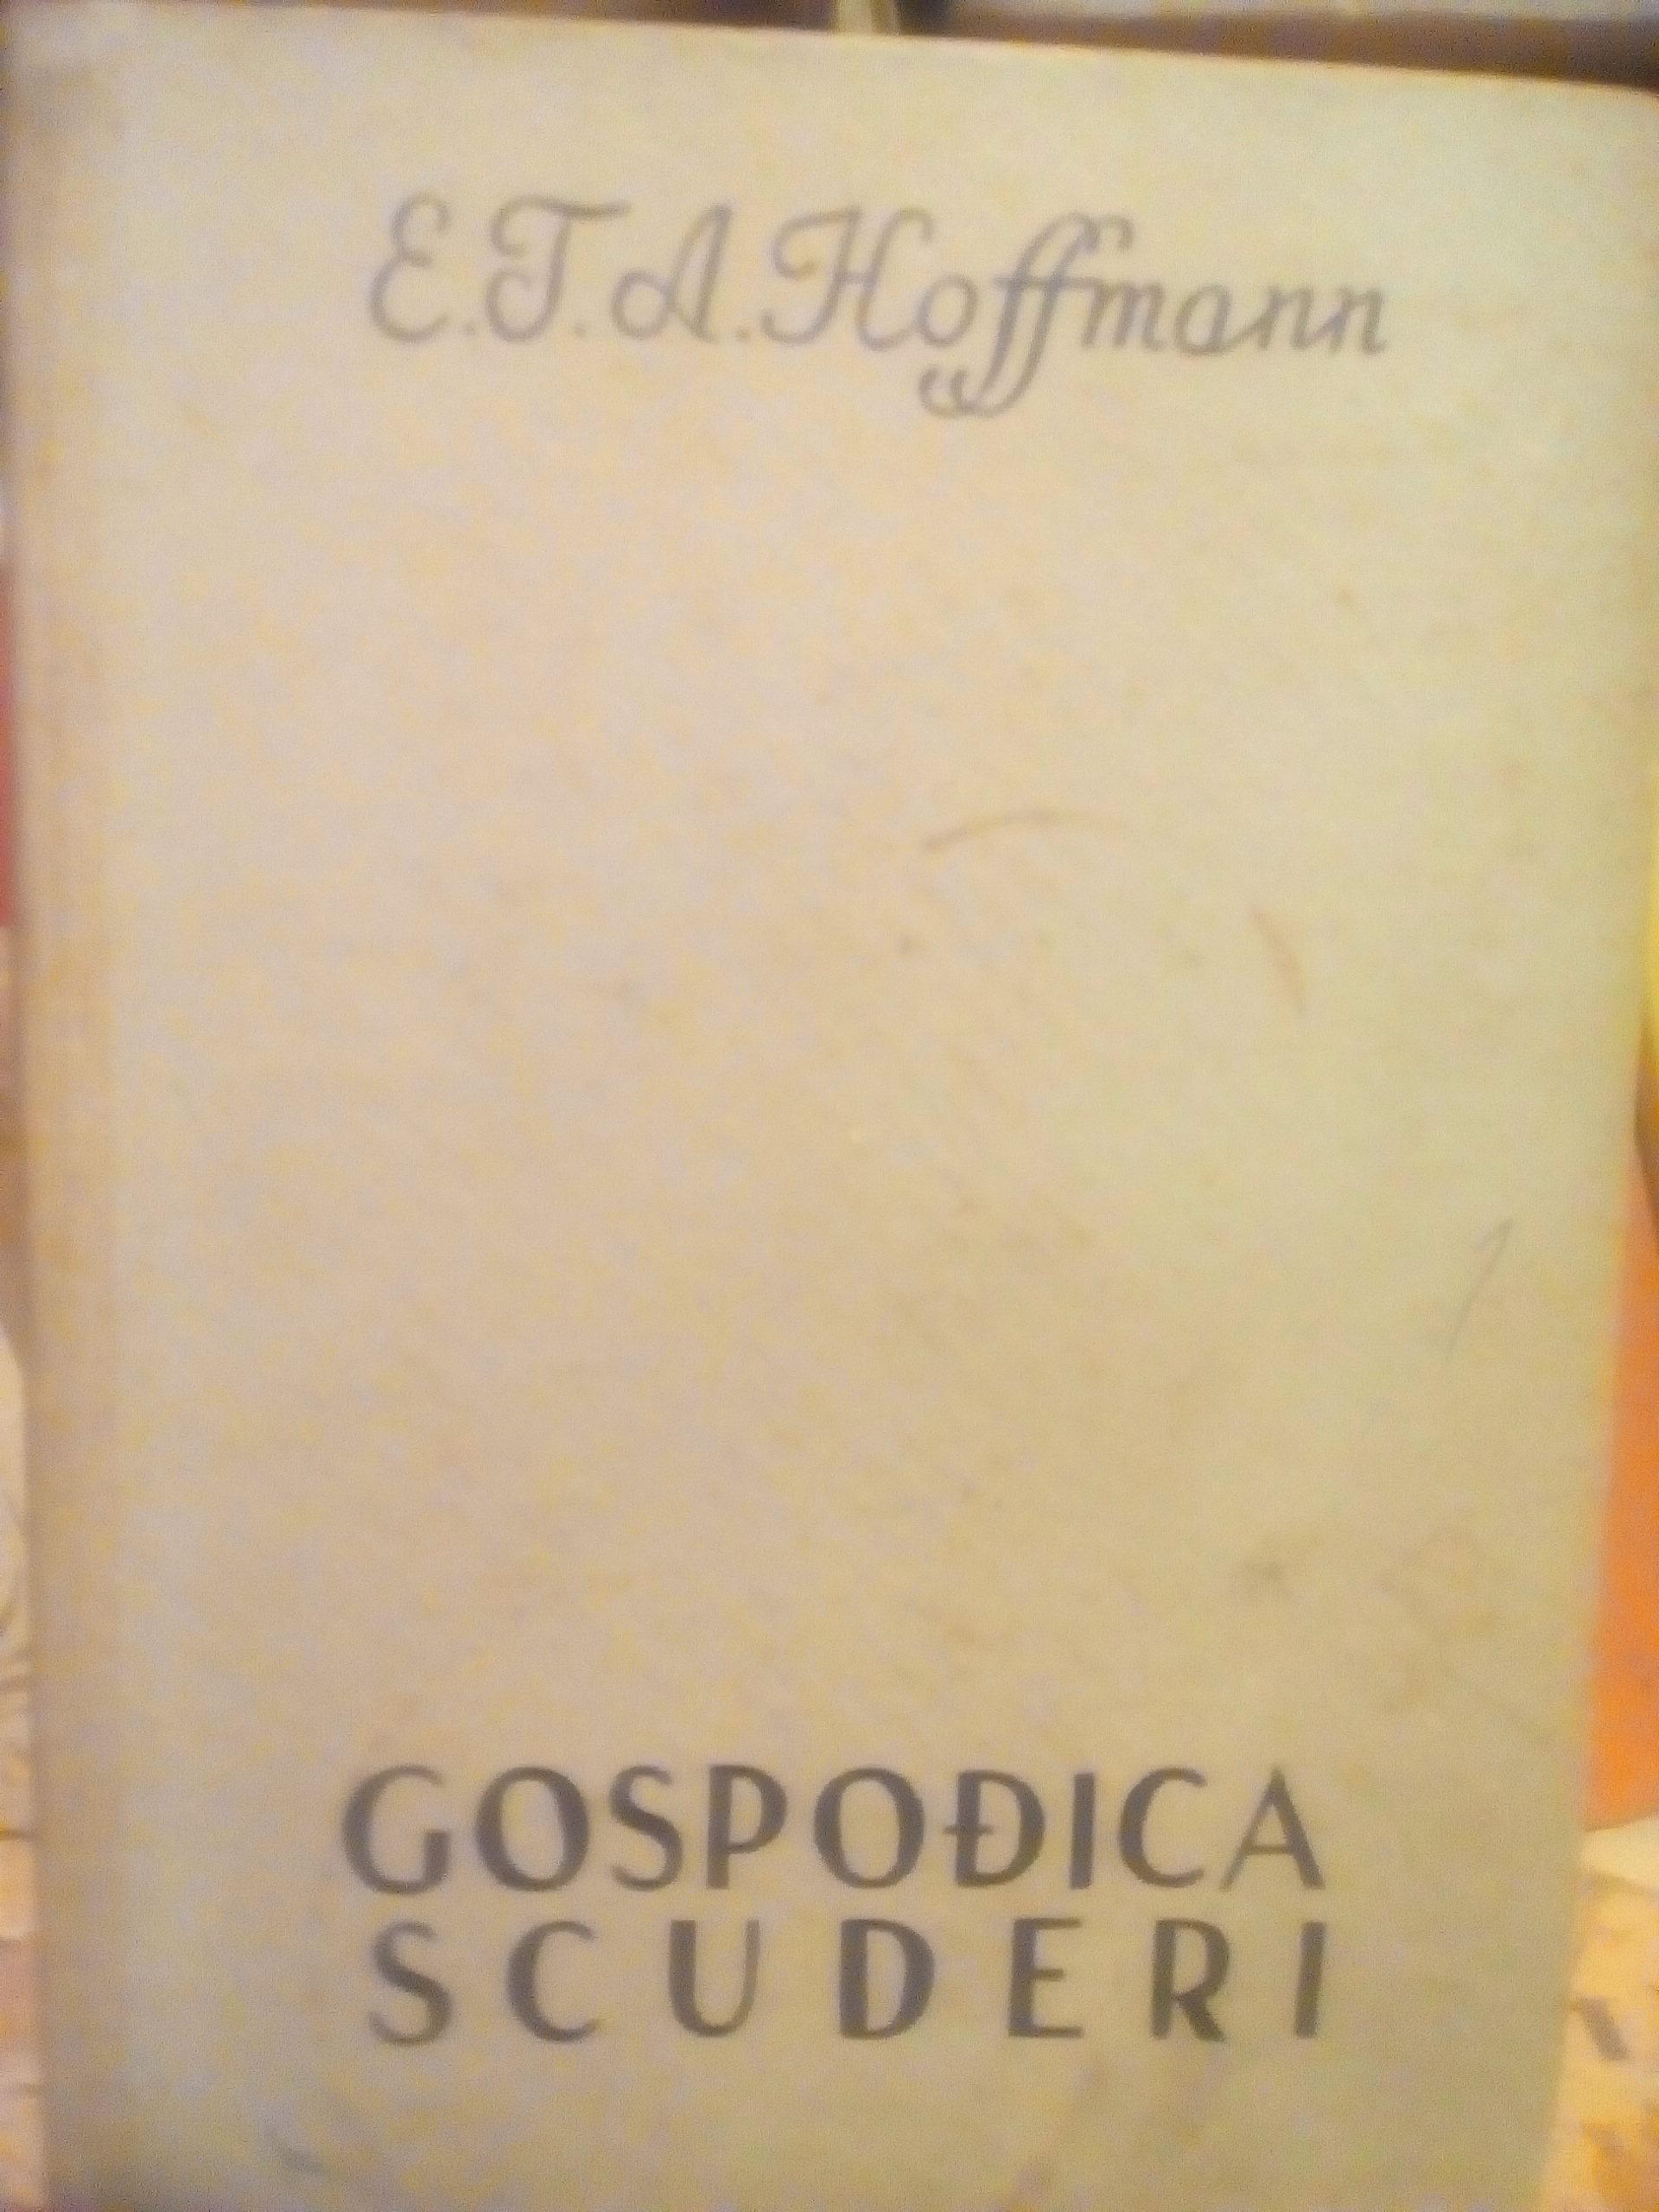 E.T.A. Hoffmann
GOSPOĐICA
SCUDERI